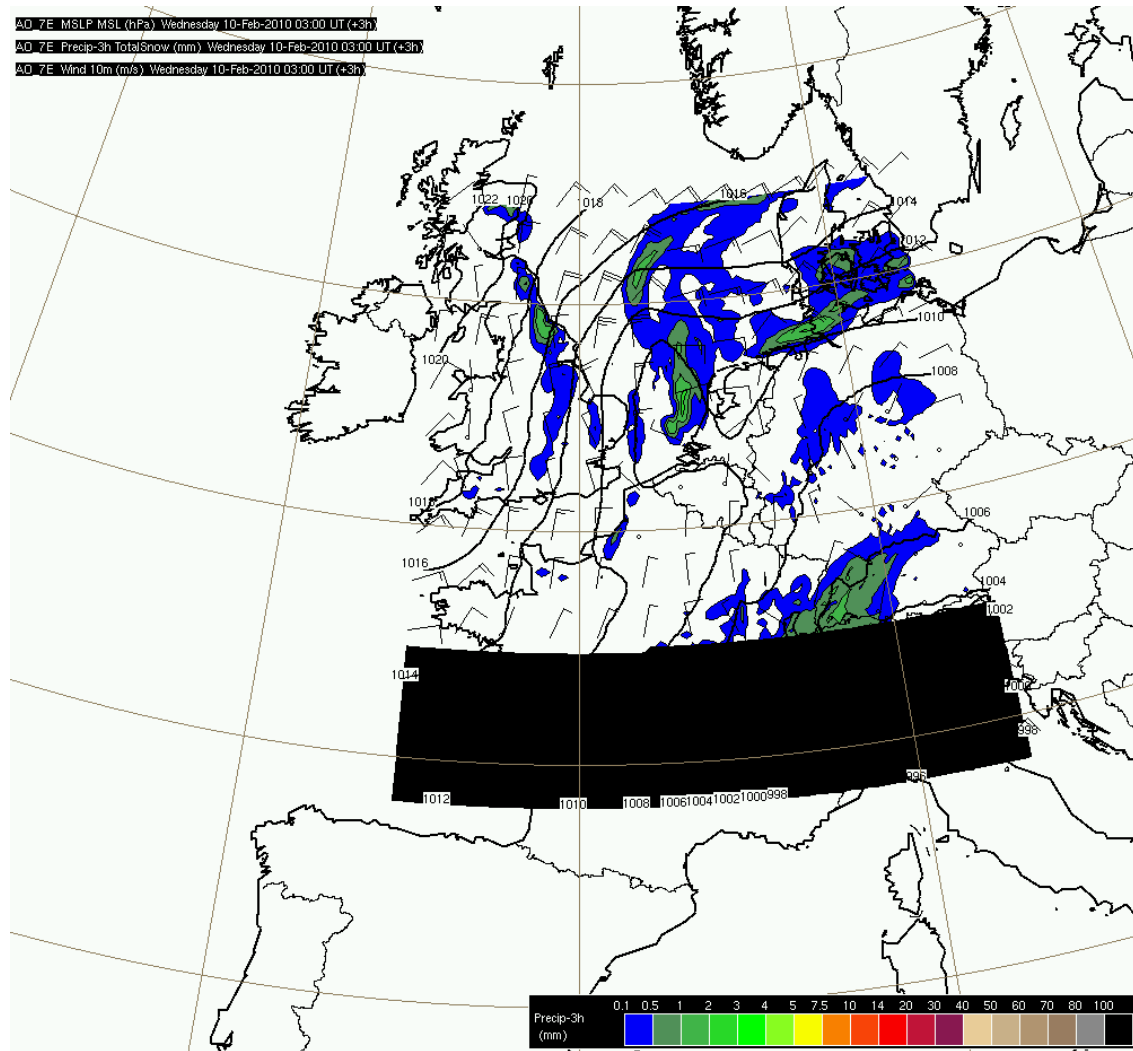 AO_7E MSLP MSL (hPa) Wednesday 10-Feb-2010 03:00 UT (+3h)
AO_7E Precip-3h TotalSnow (mm) Wednesday 10-Feb-2010 03:00 UT (+3h)
AO_7E Wind 10m (m/s) Wednesday 10-Feb-2010 03:00 UT (+3h)
1016
1022 1020 1018
1014
1012
1010
1020
1008
1006
1016
1004
1002
1014
1000
998
996
1012 1010 1008 1006 1004 1002 1000 998
0.1 0.5 1 2 3 4 5 7.5 10 14 20 30 40 50 60 70 80 100
Precip-3h
(mm)